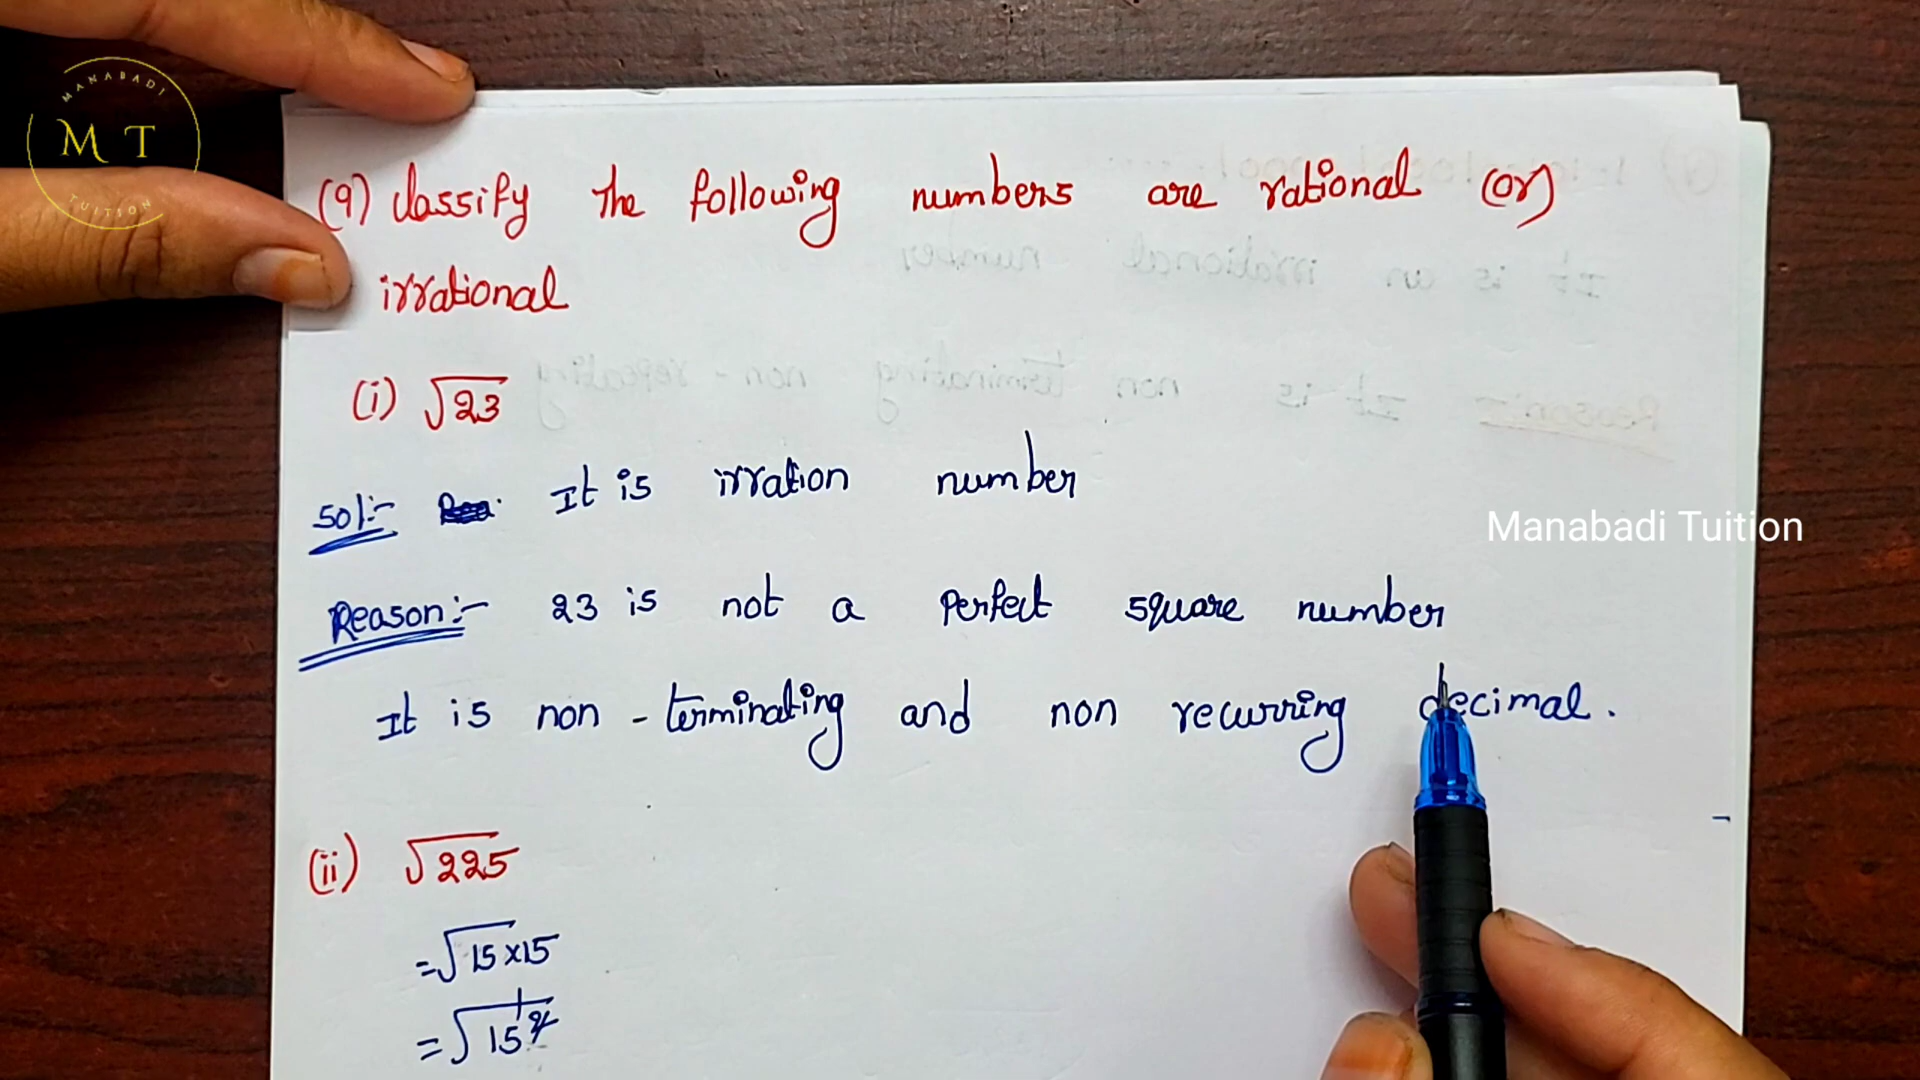 MANABADI
M T
TUITION
(9) classify the following numbers are rational (or)
irrational
(i) √23
Sol:- It is irration number
Manabadi Tuition
Reason:- 23 is not a perfect square number
It is non-terminating and non recurring decimal.
(ii) √225
=√15×15
=√15²